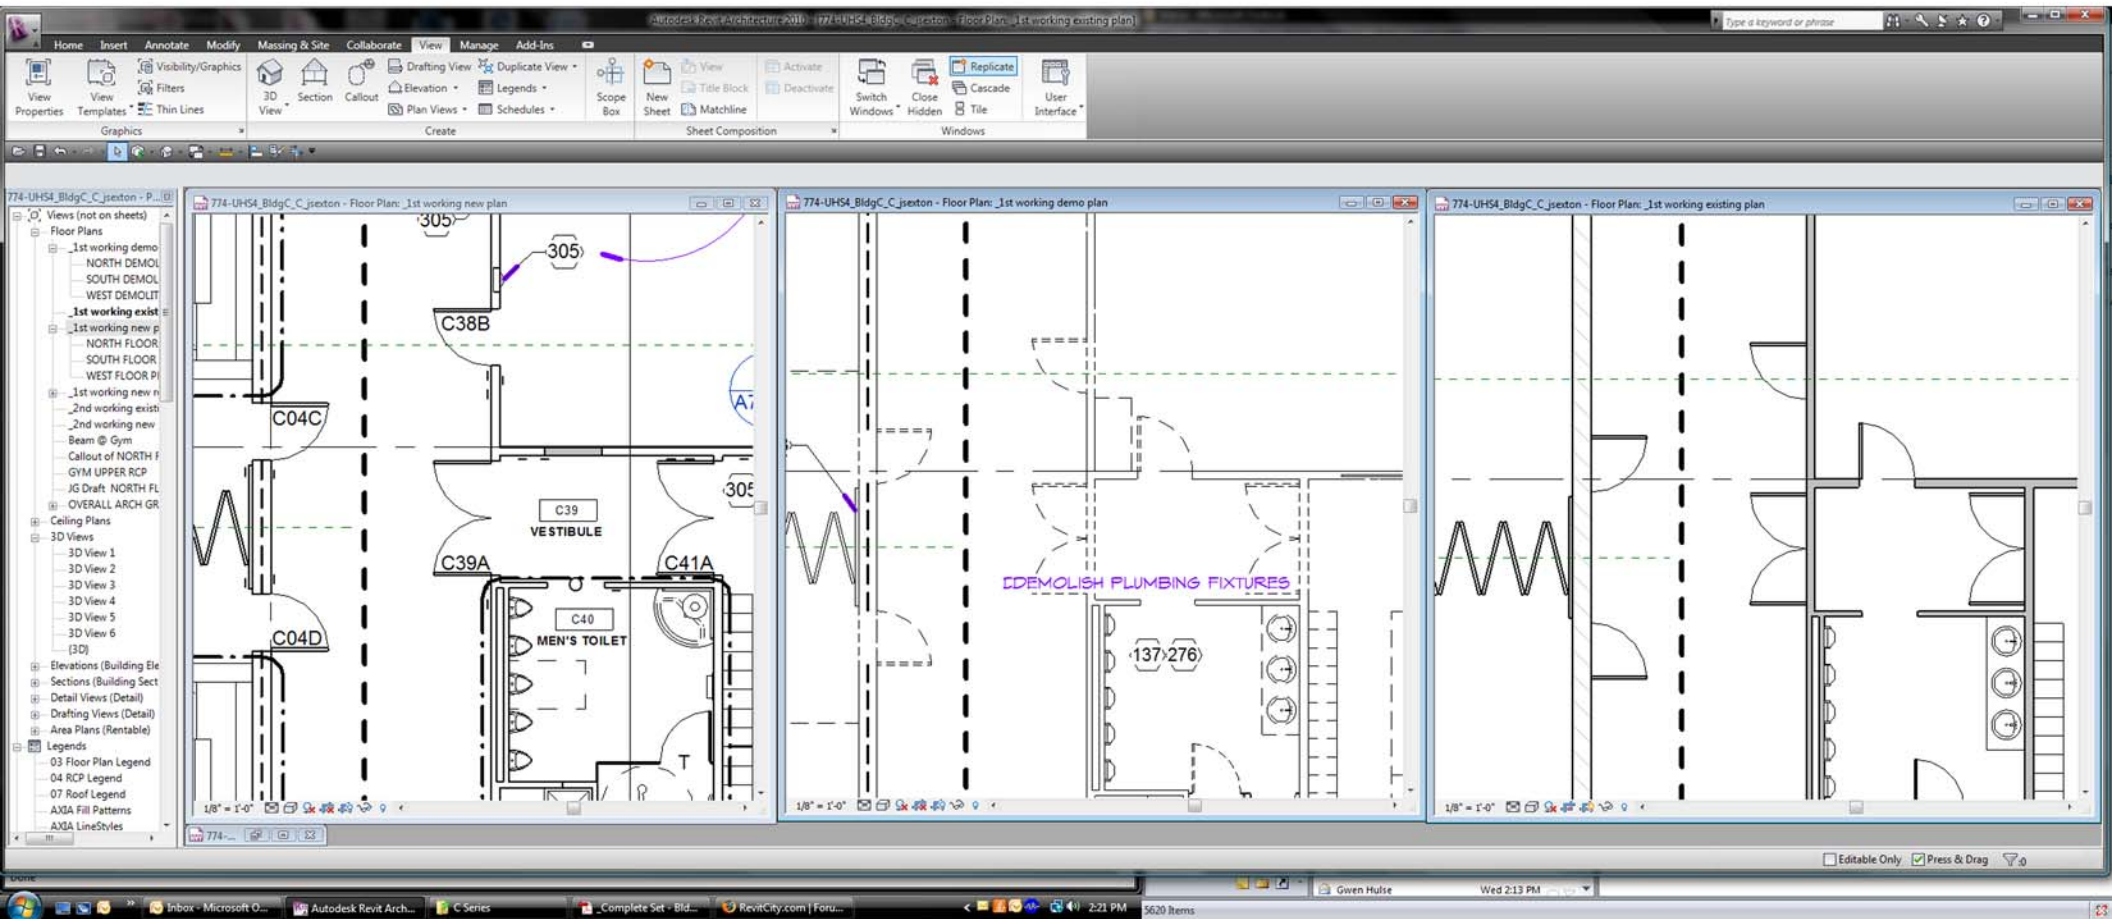 Autodesk Revit Architecture 2010 - [774-UHS4_BldgC_C_jsexton - Floor Plan: _1st working existing plan]
Type a keyword or phrase
Home Insert Annotate Modify Massing & Site Collaborate View Manage Add-Ins
View Properties
View Templates
Visibility/Graphics
Filters
Thin Lines
3D View
Section
Callout
Drafting View
Elevation
Plan Views
Duplicate View
Legends
Schedules
Scope Box
New Sheet
View
Title Block
Matchline
Activate
Deactivate
Switch Windows
Close Hidden
Replicate
Cascade
Tile
User Interface
Graphics
Create
Sheet Composition
Windows
774-UHS4_BldgC_C_jsexton - P...
Views (not on sheets)
Floor Plans
_1st working demo
NORTH DEMOL
SOUTH DEMOL
WEST DEMOLIT
_1st working exist
_1st working new p
NORTH FLOOR
SOUTH FLOOR
WEST FLOOR P
_1st working new r
_2nd working existi
_2nd working new
Beam @ Gym
Callout of NORTH F
GYM UPPER RCP
JG Draft NORTH FL
OVERALL ARCH GR
Ceiling Plans
3D Views
3D View 1
3D View 2
3D View 3
3D View 4
3D View 5
3D View 6
{3D}
Elevations (Building Ele
Sections (Building Sect
Detail Views (Detail)
Drafting Views (Detail)
Area Plans (Rentable)
Legends
03 Floor Plan Legend
04 RCP Legend
07 Roof Legend
AXIA Fill Patterns
AXIA LineStyles
774-UHS4_BldgC_C_jsexton - Floor Plan: _1st working new plan
305
305
C38B
C04C
A7
305
C39
VESTIBULE
C39A
C41A
C40
MEN'S TOILET
C04D
T
1/8" = 1'-0"
774-...
774-UHS4_BldgC_C_jsexton - Floor Plan: _1st working demo plan
DEMOLISH PLUMBING FIXTURES
137 276
1/8" = 1'-0"
774-UHS4_BldgC_C_jsexton - Floor Plan: _1st working existing plan
1/8" = 1'-0"
Editable Only
Press & Drag
:0
Done
Gwen Hulse
Wed 2:13 PM
Inbox - Microsoft O...
Autodesk Revit Arch...
C Series
_Complete Set - Bld...
RevitCity.com | Foru...
2:21 PM
5620 Items